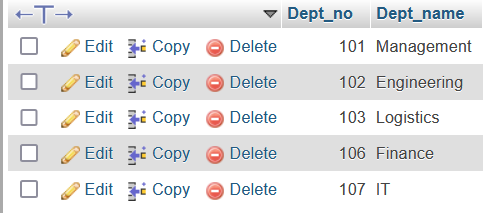 Dept_no Dept_name
Edit Copy Delete 101 Management
Edit Copy Delete 102 Engineering
Edit Copy Delete 103 Logistics
Edit Copy Delete 106 Finance
Edit Copy Delete 107 IT